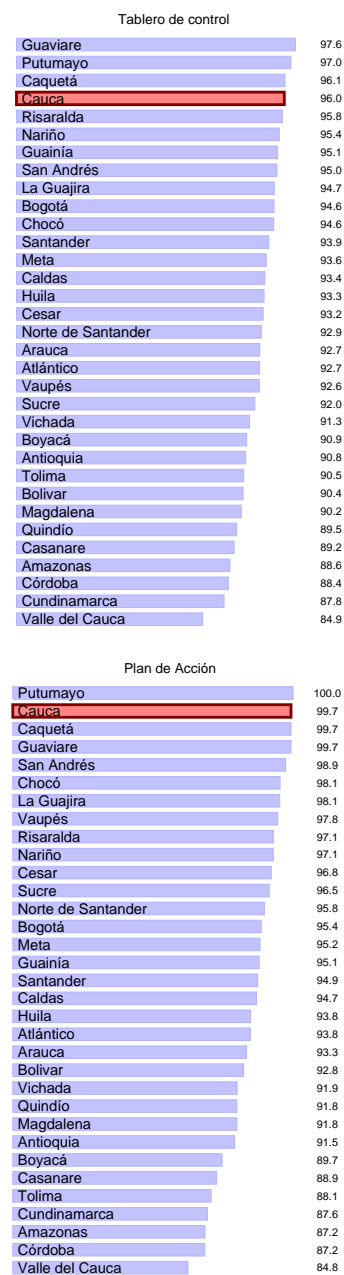 Tablero de control
Guaviare 97.6
Putumayo 97.0
Caquetá 96.1
Cauca 96.0
Risaralda 95.8
Nariño 95.4
Guainía 95.1
San Andrés 95.0
La Guajira 94.7
Bogotá 94.6
Chocó 94.6
Santander 93.9
Meta 93.6
Caldas 93.4
Huila 93.3
Cesar 93.2
Norte de Santander 92.9
Arauca 92.7
Atlántico 92.7
Vaupés 92.6
Sucre 92.0
Vichada 91.3
Boyacá 90.9
Antioquia 90.8
Tolima 90.5
Bolivar 90.4
Magdalena 90.2
Quindío 89.5
Casanare 89.2
Amazonas 88.6
Córdoba 88.4
Cundinamarca 87.8
Valle del Cauca 84.9
Plan de Acción
Putumayo 100.0
Cauca 99.7
Caquetá 99.7
Guaviare 99.7
San Andrés 98.9
Chocó 98.1
La Guajira 98.1
Vaupés 97.8
Risaralda 97.1
Nariño 97.1
Cesar 96.8
Sucre 96.5
Norte de Santander 95.8
Bogotá 95.4
Meta 95.2
Guainía 95.1
Santander 94.9
Caldas 94.7
Huila 93.8
Atlántico 93.8
Arauca 93.3
Bolivar 92.8
Vichada 91.9
Quindío 91.8
Magdalena 91.8
Antioquia 91.5
Boyacá 89.7
Casanare 88.9
Tolima 88.1
Cundinamarca 87.6
Amazonas 87.2
Córdoba 87.2
Valle del Cauca 84.8